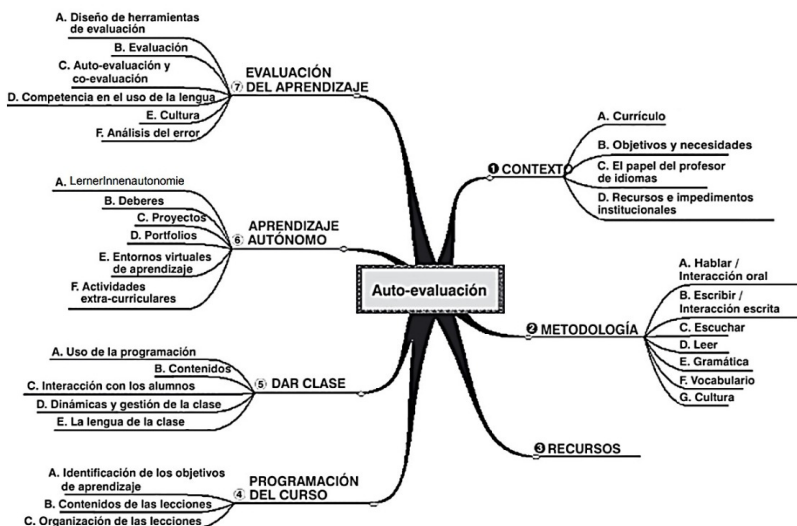 Auto-evaluación
❶ CONTEXTO
A. Currículo
B. Objetivos y necesidades
C. El papel del profesor
de idiomas
D. Recursos e impedimentos
institucionales
❷ METODOLOGÍA
A. Hablar /
Interacción oral
B. Escribir /
Interacción escrita
C. Escuchar
D. Leer
E. Gramática
F. Vocabulario
G. Cultura
❸ RECURSOS
④ PROGRAMACIÓN
DEL CURSO
A. Identificación de los objetivos
de aprendizaje
B. Contenidos de las lecciones
C. Organización de las lecciones
⑤ DAR CLASE
A. Uso de la programación
B. Contenidos
C. Interacción con los alumnos
D. Dinámicas y gestión de la clase
E. La lengua de la clase
⑥ APRENDIZAJE
AUTÓNOMO
A. LernerInnenautonomie
B. Deberes
C. Proyectos
D. Portfolios
E. Entornos virtuales
de aprendizaje
F. Actividades
extra-curriculares
⑦ EVALUACIÓN
DEL APRENDIZAJE
A. Diseño de herramientas
de evaluación
B. Evaluación
C. Auto-evaluación y
co-evaluación
D. Competencia en el uso de la lengua
E. Cultura
F. Análisis del error